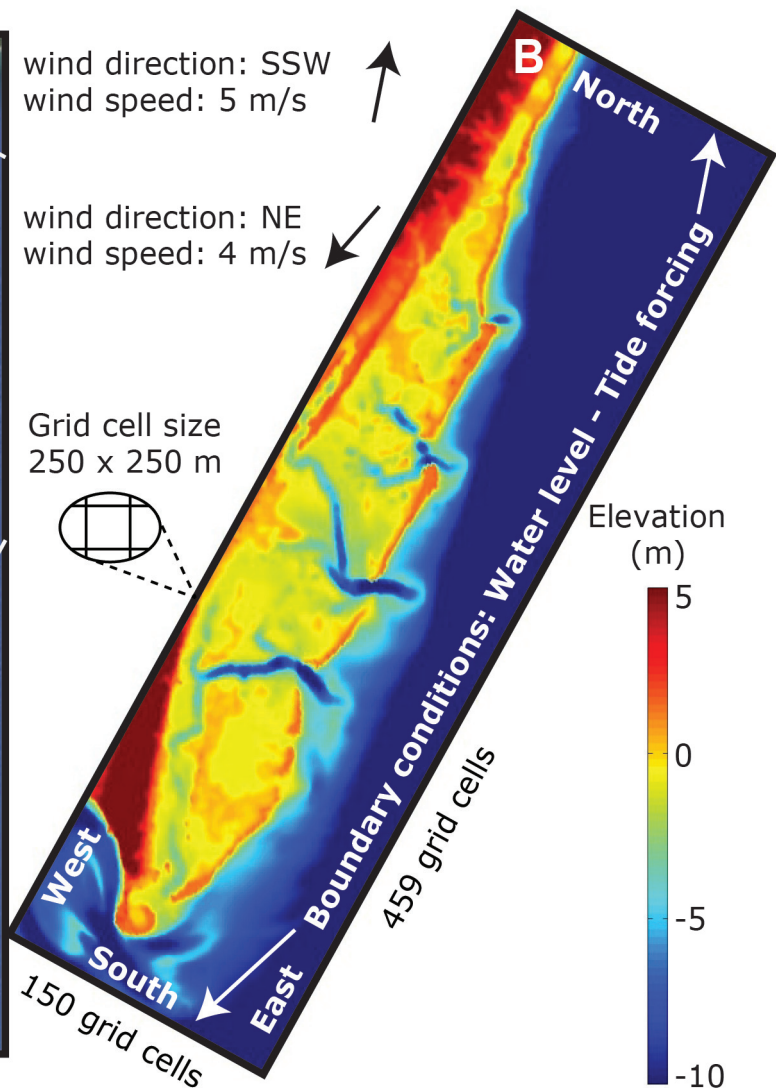 wind direction: SSW
wind speed: 5 m/s
B
North
wind direction: NE
wind speed: 4 m/s
Grid cell size
250 x 250 m
Boundary conditions: Water level - Tide forcing
Elevation
(m)
5
0
-5
-10
459 grid cells
West
South
East
150 grid cells